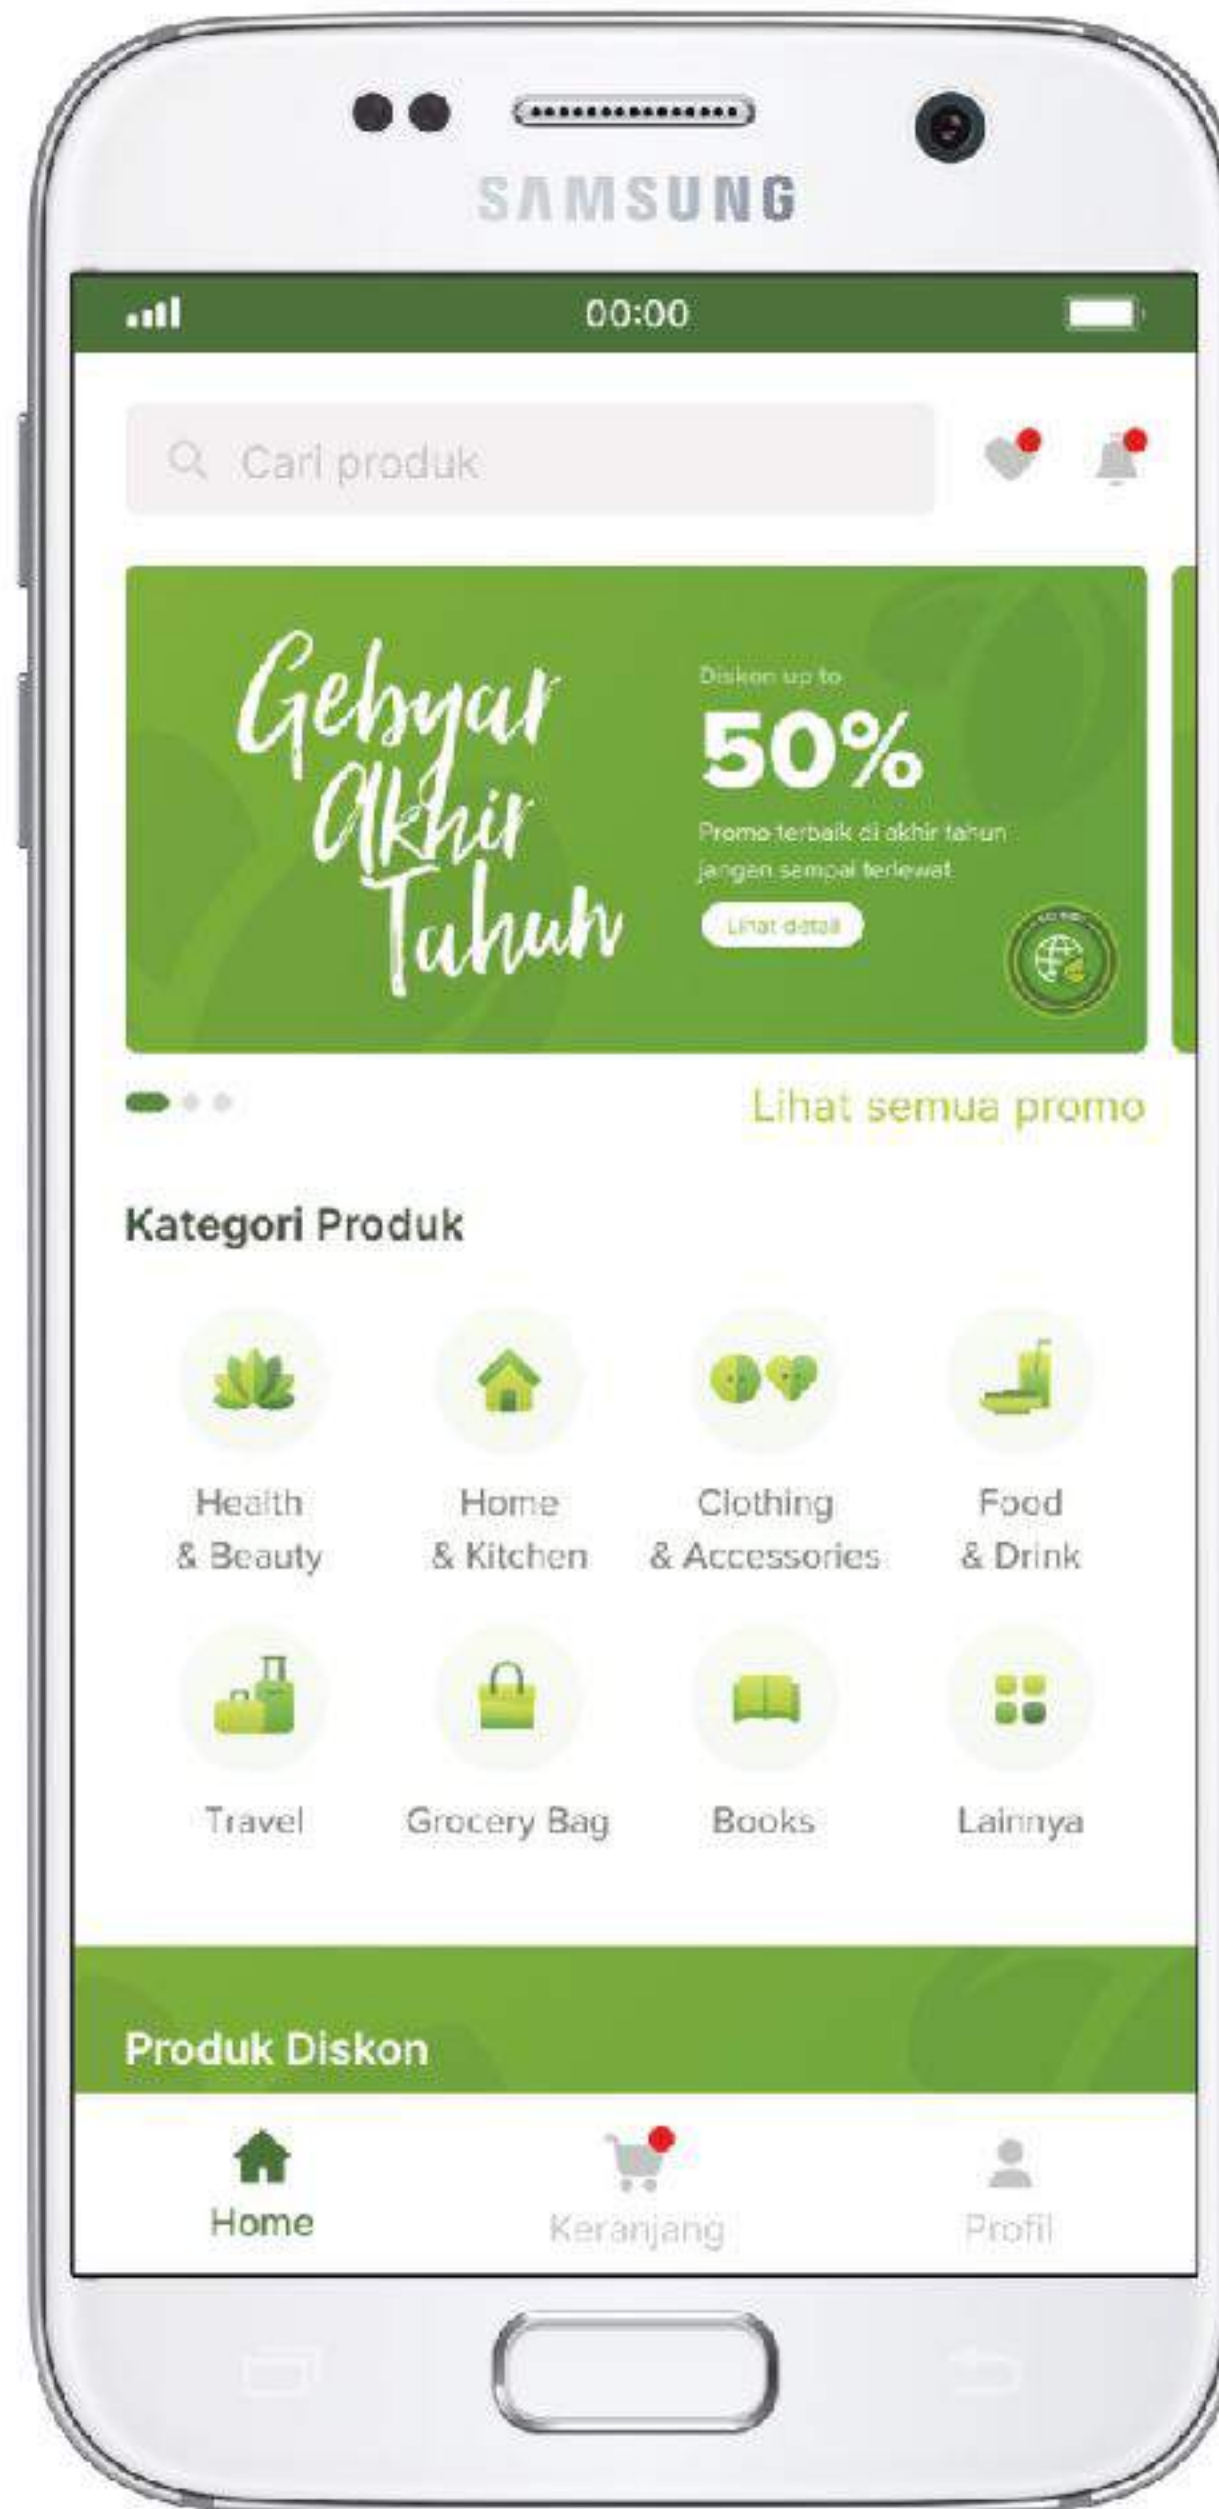 SAMSUNG
00:00
Cari produk
Gebyar
Akhir
Tahun
Diskon up to
50%
Promo terbaik di akhir tahun
jangan sampai terlewat
Lihat detail
Lihat semua promo
Kategori Produk
Health
& Beauty
Home
& Kitchen
Clothing
& Accessories
Food
& Drink
Travel
Grocery Bag
Books
Lainnya
Produk Diskon
Home
Keranjang
Profil